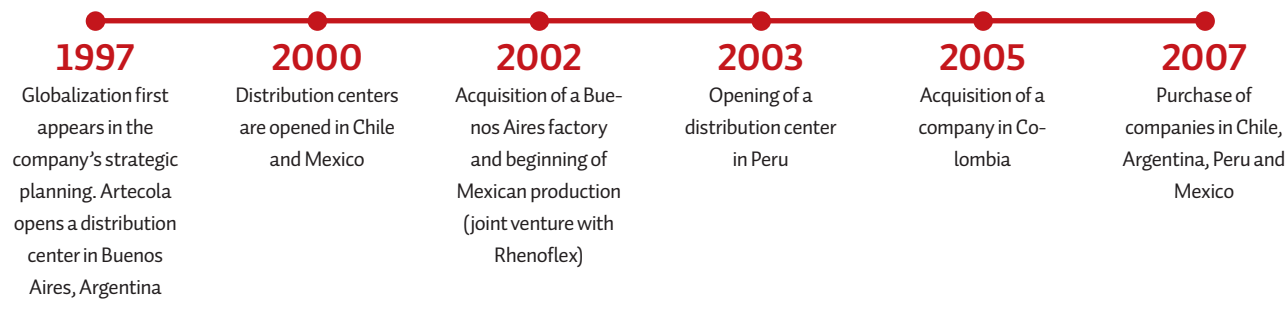 1997
Globalization first
appears in the
company's strategic
planning. Artecola
opens a distribution
center in Buenos
Aires, Argentina
2000
Distribution centers
are opened in Chile
and Mexico
2002
Acquisition of a Bue-
nos Aires factory
and beginning of
Mexican production
(joint venture with
Rhenoflex)
2003
Opening of a
distribution center
in Peru
2005
Acquisition of a
company in Co-
lombia
2007
Purchase of
companies in Chile,
Argentina, Peru and
Mexico